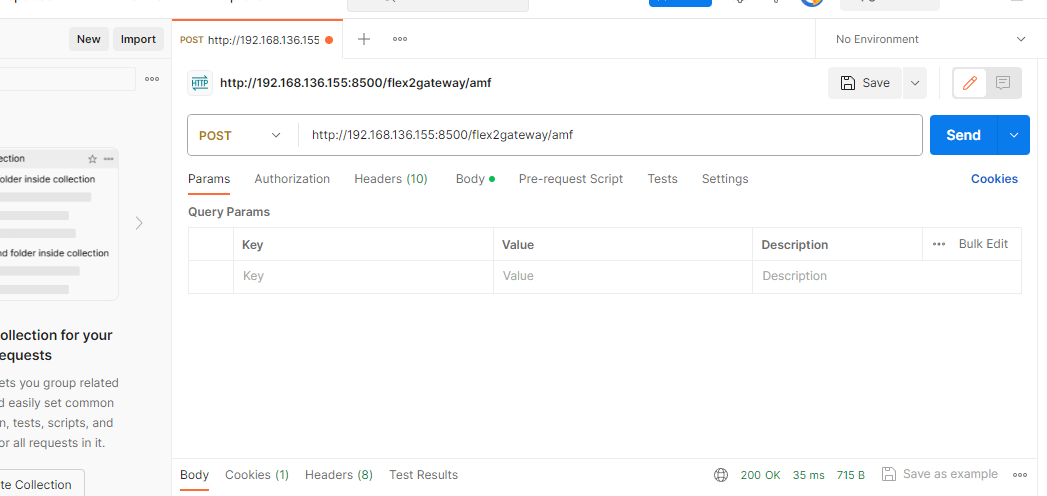 New
Import
POST http://192.168.136.155
No Environment
HTTP
http://192.168.136.155:8500/flex2gateway/amf
Save
POST
http://192.168.136.155:8500/flex2gateway/amf
Send
Params
Authorization
Headers (10)
Body
Pre-request Script
Tests
Settings
Cookies
Query Params
Key
Value
Description
Bulk Edit
Key
Value
Description
ection
older inside collection
nd folder inside collection
ollection for your
equests
ets you group related
d easily set common
n, tests, scripts, and
or all requests in it.
te Collection
Body
Cookies (1)
Headers (8)
Test Results
200 OK
35 ms
715 B
Save as example